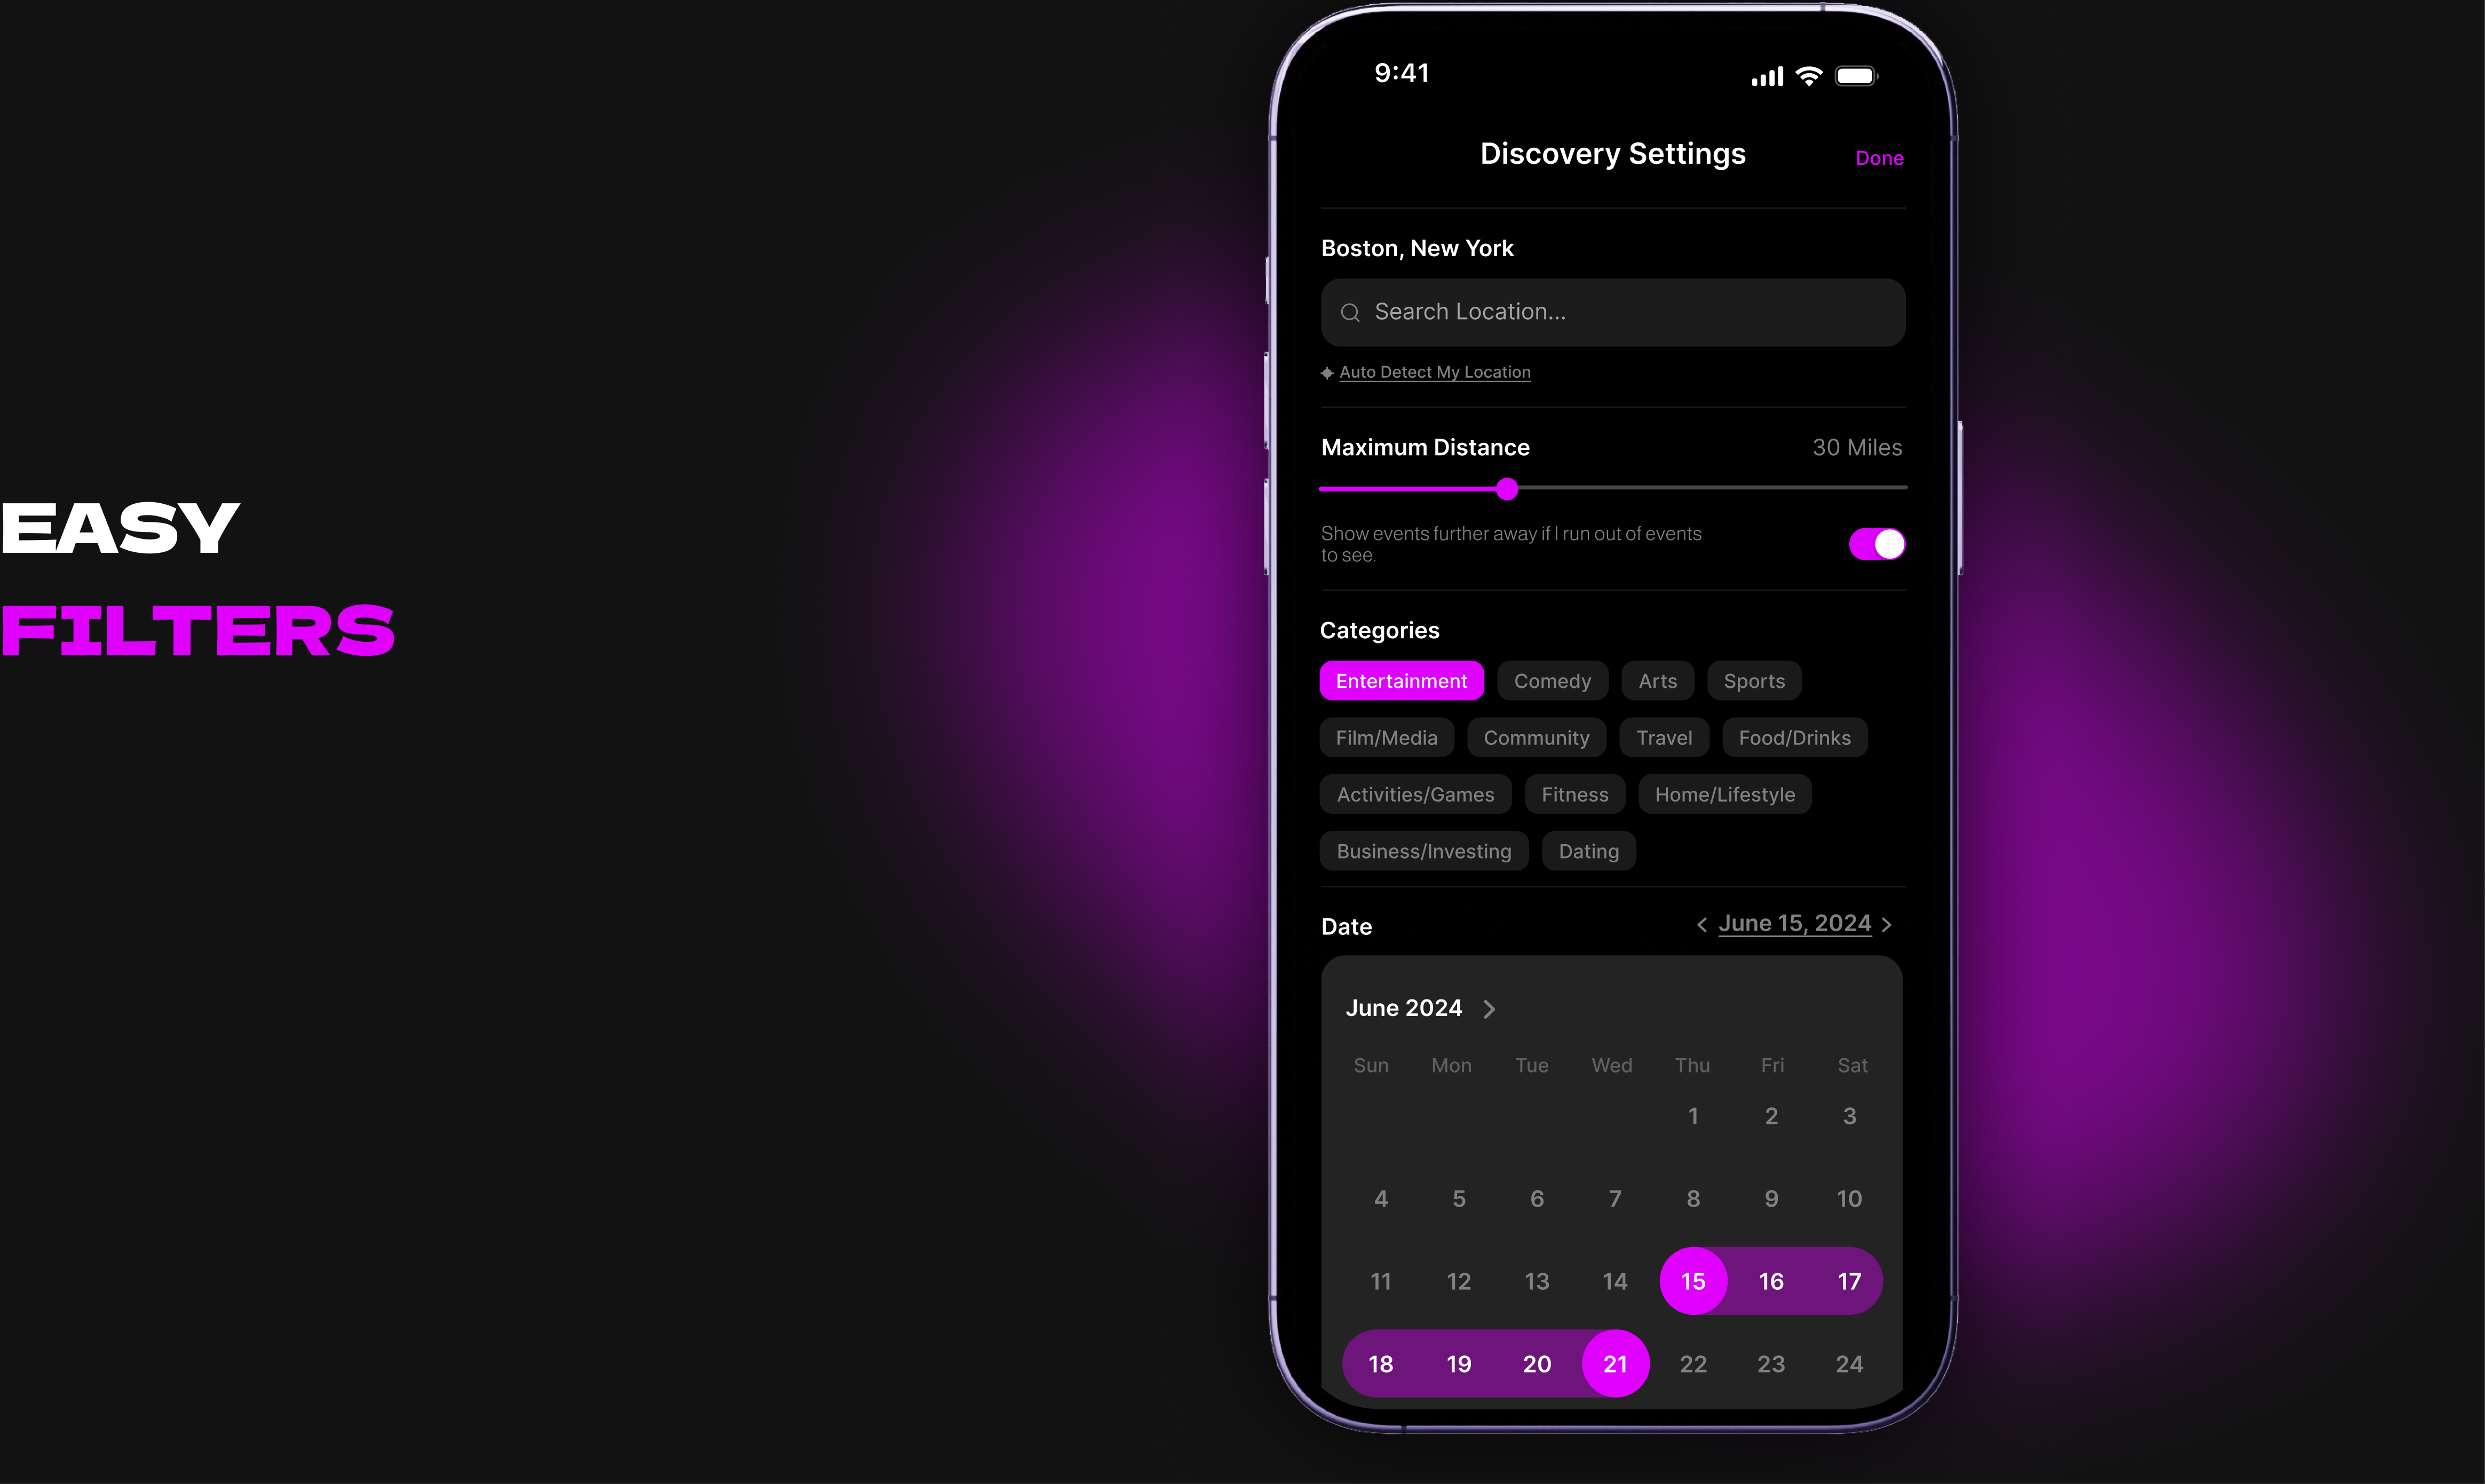 EASY
FILTERS
9:41
Discovery Settings
Done
Boston, New York
Search Location...
Auto Detect My Location
Maximum Distance
30 Miles
Show events further away if I run out of events
to see.
Categories
Entertainment Comedy Arts Sports
Film/Media Community Travel Food/Drinks
Activities/Games Fitness Home/Lifestyle
Business/Investing Dating
Date
< June 15, 2024 >
June 2024 >
Sun Mon Tue Wed Thu Fri Sat
1 2 3
4 5 6 7 8 9 10
11 12 13 14 15 16 17
18 19 20 21 22 23 24